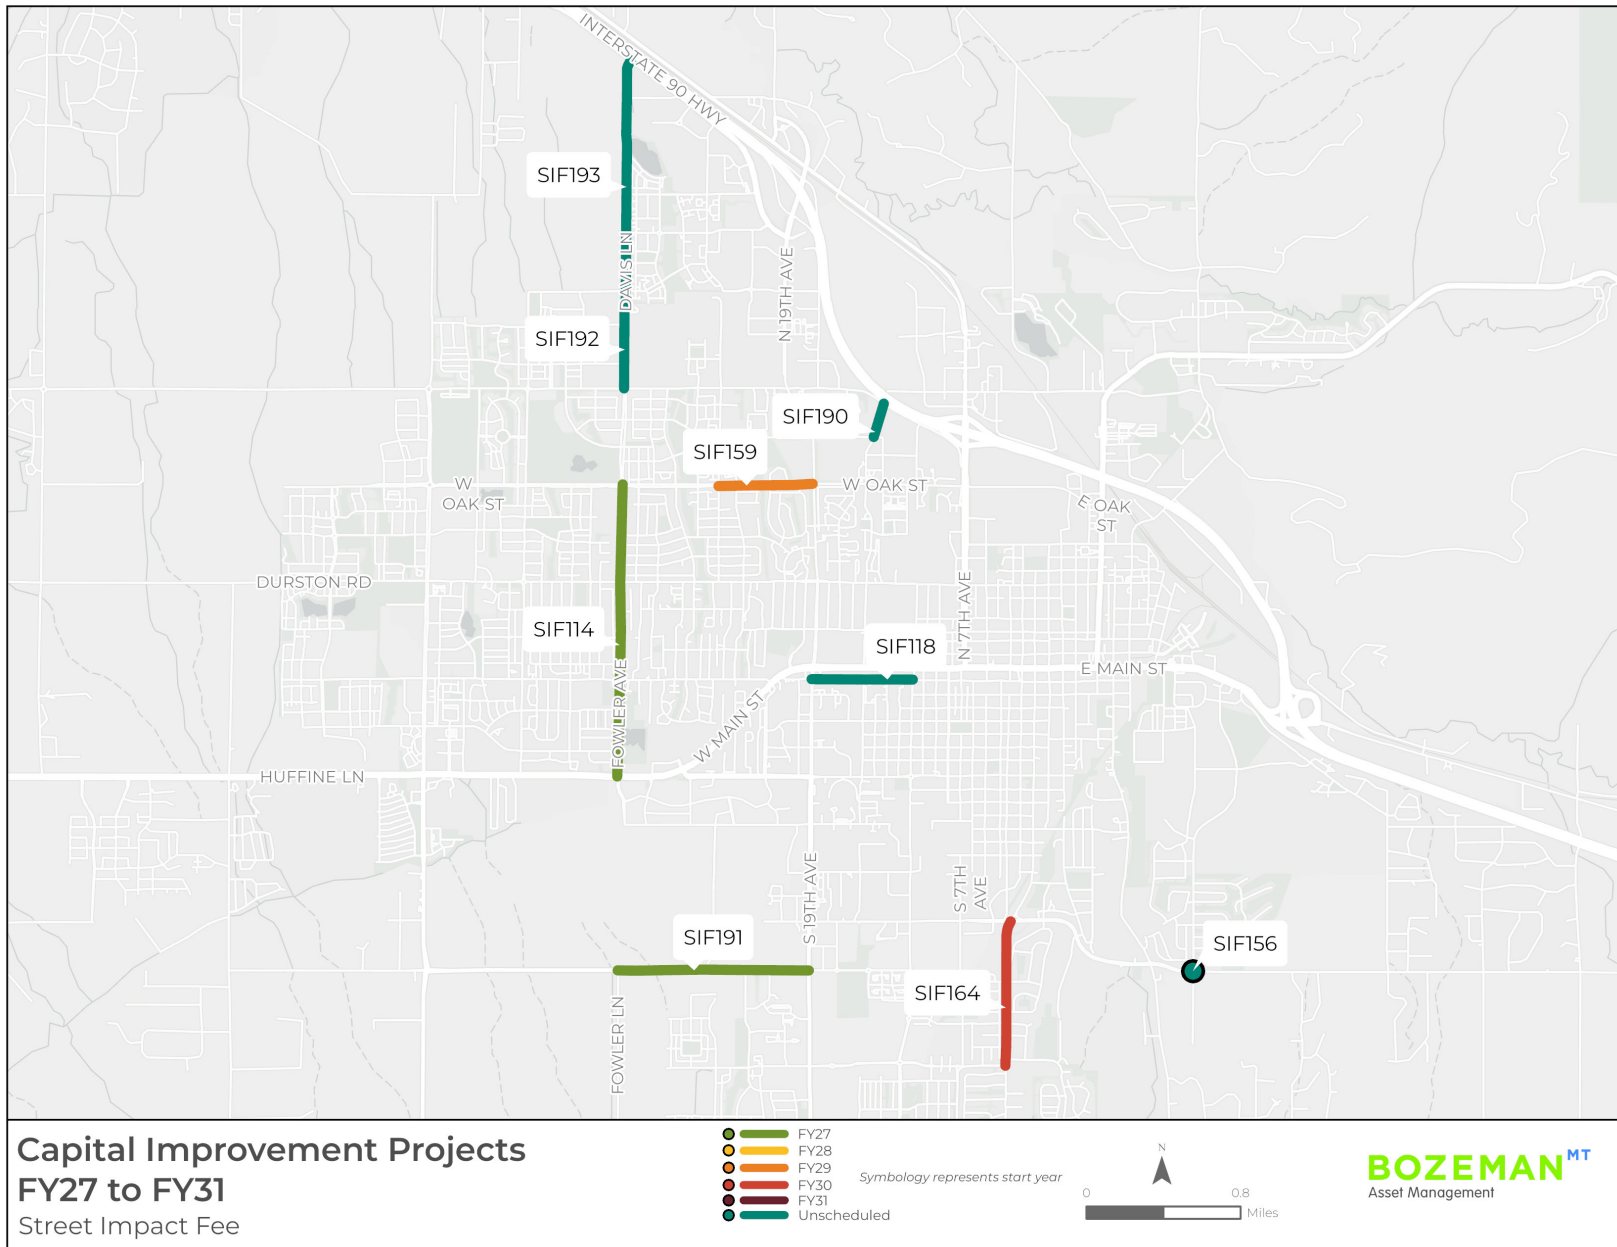 INTERSTATE 90 HWY
SIF193
DAVIS LN
N 19TH AVE
SIF192
SIF190
SIF159
W
OAK ST
W OAK ST
E OAK
ST
DURSTON RD
N 7TH AVE
SIF114
SIF118
FOWLER AVE
W MAIN ST
E MAIN ST
HUFFINE LN
S 19TH AVE
S 7TH
AVE
SIF191
SIF156
SIF164
FOWLER LN
Capital Improvement Projects
FY27 to FY31
Street Impact Fee
FY27
FY28
FY29
FY30
FY31
Unscheduled
Symbology represents start year
N
0 0.8
Miles
BOZEMAN MT
Asset Management